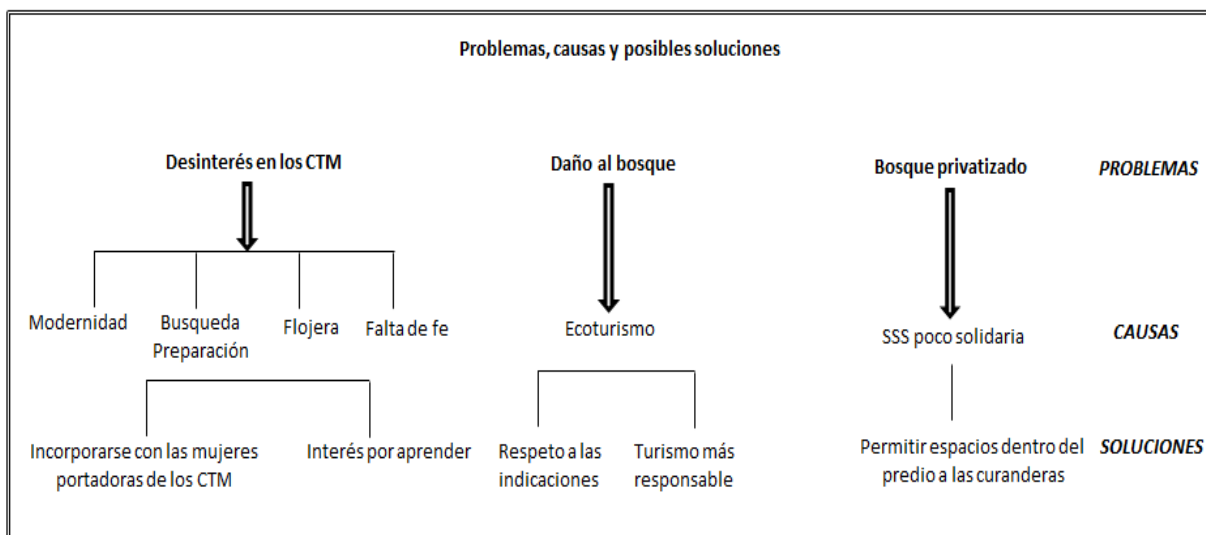 Problemas, causas y posibles soluciones
Desinterés en los CTM
Daño al bosque
Bosque privatizado
PROBLEMAS
Modernidad
Busqueda
Preparación
Flojera
Falta de fe
Ecoturismo
SSS poco solidaria
CAUSAS
Incorporarse con las mujeres
portadoras de los CTM
Interés por aprender
Respeto a las
indicaciones
Turismo más
responsable
Permitir espacios dentro del
predio a las curanderas
SOLUCIONES